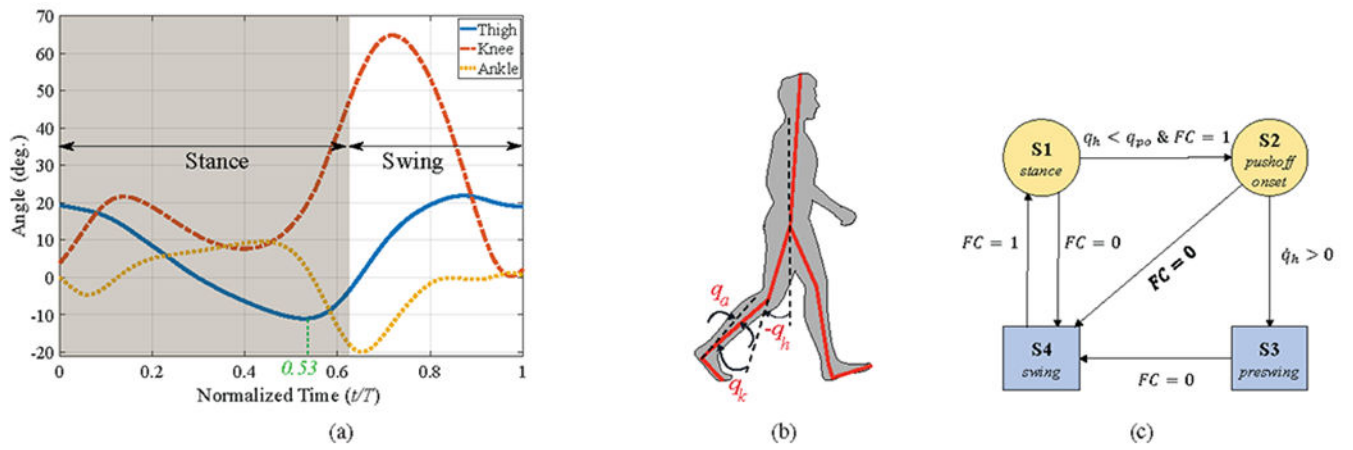 70
60
50
40
30
20
10
0
-10
-20
Angle (deg.)
Thigh
Knee
Ankle
Stance
Swing
0.53
0
0.2
0.4
0.6
0.8
1
Normalized Time (t/T)
(a)
q_a
-q_h
q_k
(b)
S1
stance
q_h < q_po & FC = 1
S2
pushoff
onset
FC = 1
FC = 0
FC = 0
q̇_h > 0
S4
swing
FC = 0
S3
preswing
(c)